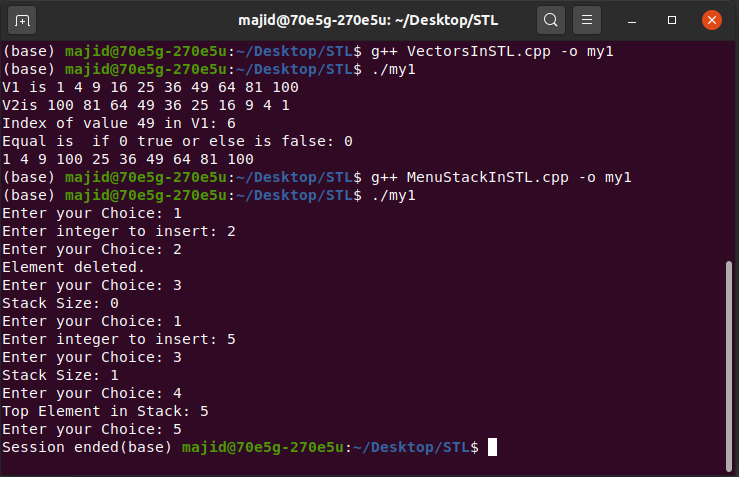 majid@70e5g-270e5u: ~/Desktop/STL
(base) majid@70e5g-270e5u:~/Desktop/STL$ g++ VectorsInSTL.cpp -o my1
(base) majid@70e5g-270e5u:~/Desktop/STL$ ./my1
V1 is 1 4 9 16 25 36 49 64 81 100
V2is 100 81 64 49 36 25 16 9 4 1
Index of value 49 in V1: 6
Equal is  if 0 true or else is false: 0
1 4 9 100 25 36 49 64 81 100
(base) majid@70e5g-270e5u:~/Desktop/STL$ g++ MenuStackInSTL.cpp -o my1
(base) majid@70e5g-270e5u:~/Desktop/STL$ ./my1
Enter your Choice: 1
Enter integer to insert: 2
Enter your Choice: 2
Element deleted.
Enter your Choice: 3
Stack Size: 0
Enter your Choice: 1
Enter integer to insert: 5
Enter your Choice: 3
Stack Size: 1
Enter your Choice: 4
Top Element in Stack: 5
Enter your Choice: 5
Session ended(base) majid@70e5g-270e5u:~/Desktop/STL$